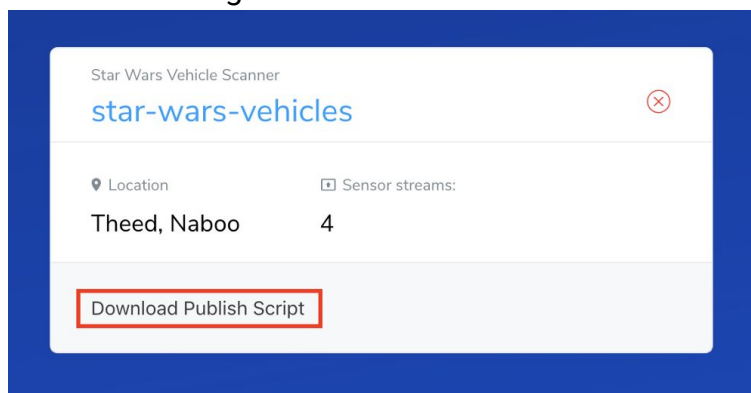 Star Wars Vehicle Scanner
star-wars-vehicles
Location
Sensor streams:
Theed, Naboo
4
Download Publish Script